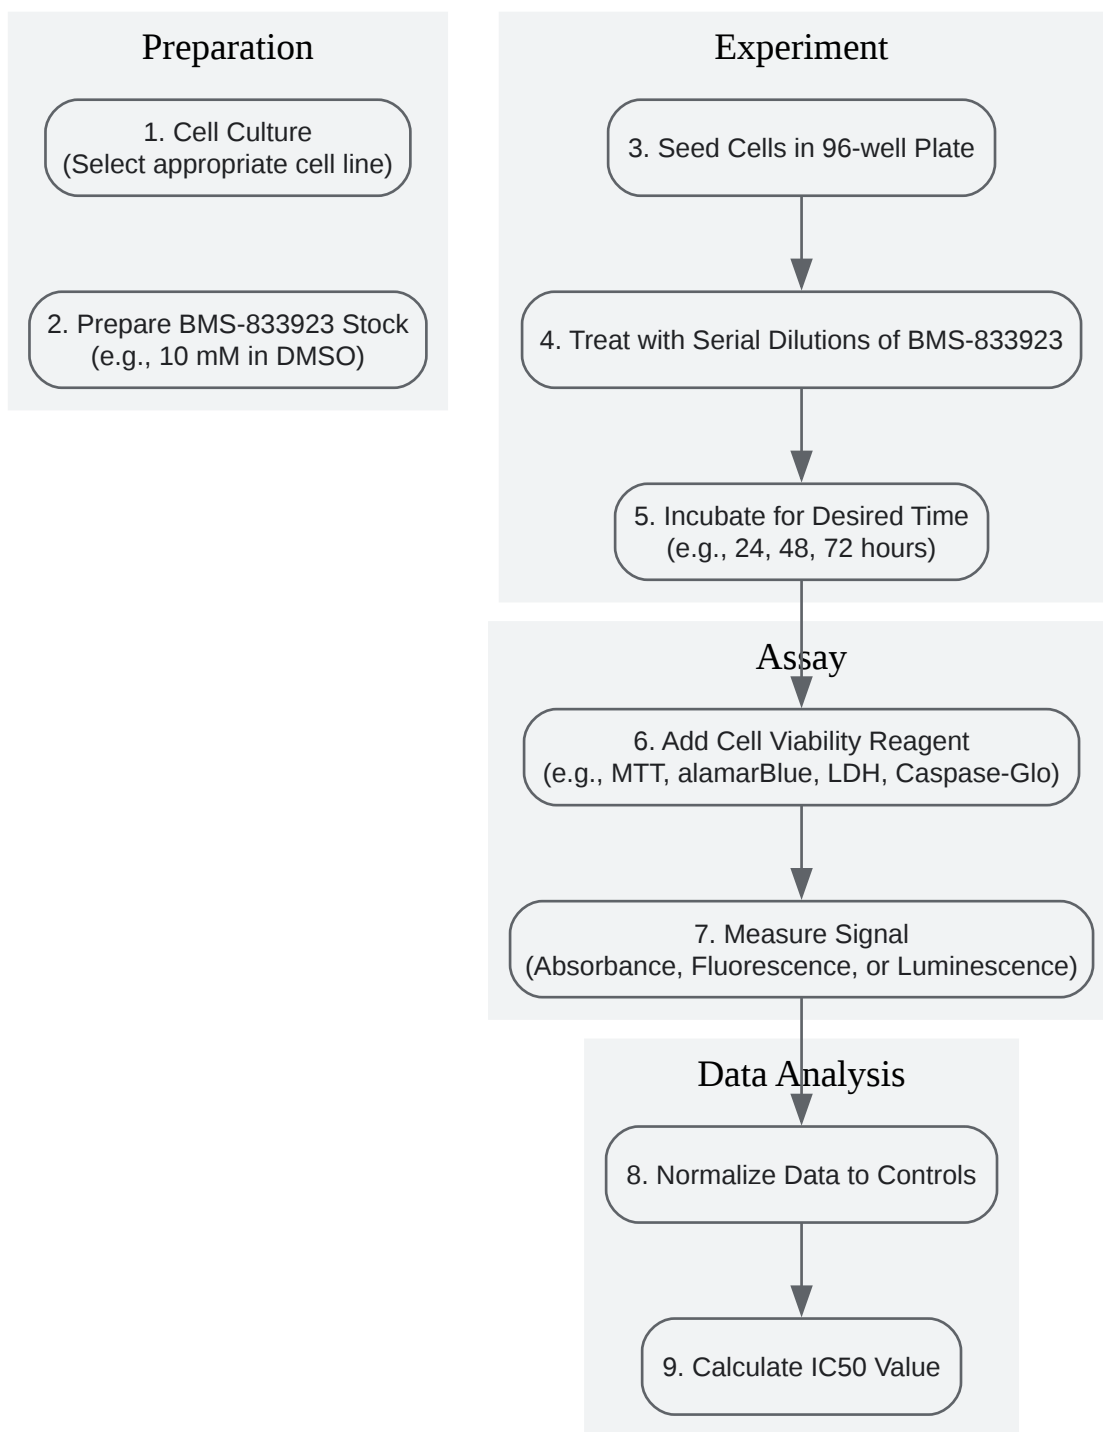 Preparation
1. Cell Culture
(Select appropriate cell line)
2. Prepare BMS-833923 Stock
(e.g., 10 mM in DMSO)
Experiment
3. Seed Cells in 96-well Plate
4. Treat with Serial Dilutions of BMS-833923
5. Incubate for Desired Time
(e.g., 24, 48, 72 hours)
Assay
6. Add Cell Viability Reagent
(e.g., MTT, alamarBlue, LDH, Caspase-Glo)
7. Measure Signal
(Absorbance, Fluorescence, or Luminescence)
Data Analysis
8. Normalize Data to Controls
9. Calculate IC50 Value